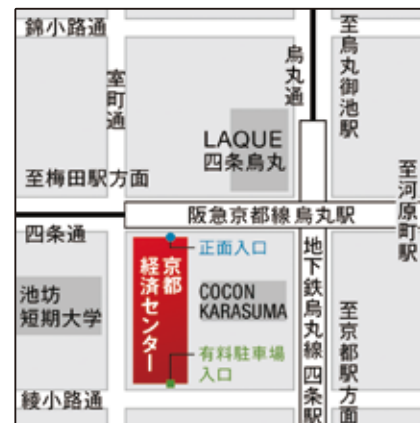 錦小路通
室町通
烏丸通
至烏丸御池駅
LAQUE
四条烏丸
至梅田駅方面
至河原町駅
阪急京都線烏丸駅
四条通
正面入口
京都
経済センター
池坊
短期大学
COCON
KARASUMA
地下鉄烏丸線 四条駅
至京都駅方面
有料駐車場
入口
綾小路通